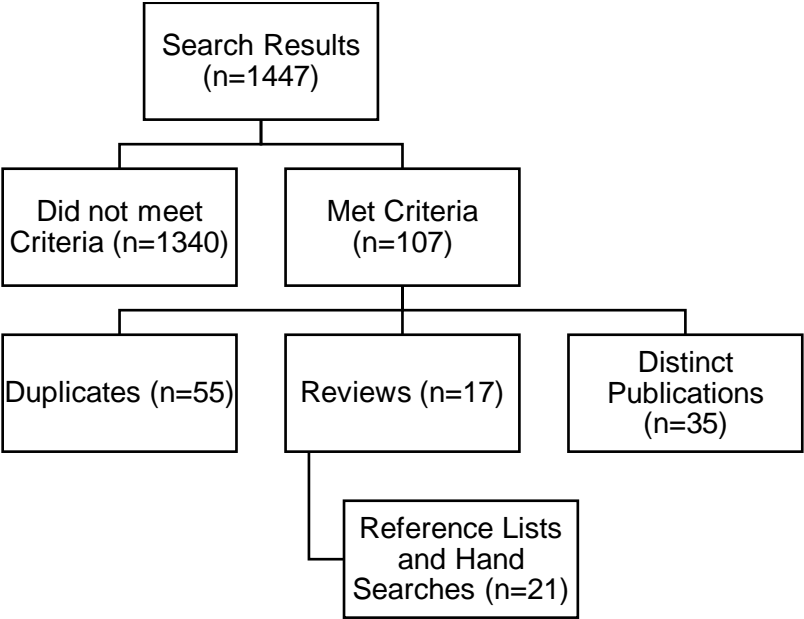 Search Results
(n=1447)
Did not meet
Criteria (n=1340)
Met Criteria
(n=107)
Duplicates (n=55)
Reviews (n=17)
Distinct
Publications
(n=35)
Reference Lists
and Hand
Searches (n=21)